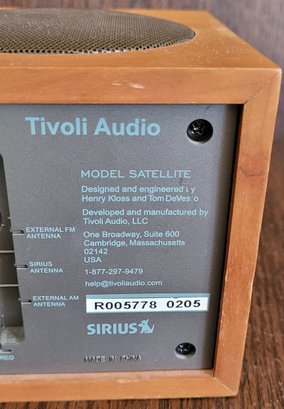 Tivoli Audio
MODEL SATELLITE
Designed and engineered by
Henry Kloss and Tom DeVesto
Developed and manufactured by
Tivoli Audio, LLC
One Broadway, Suite 600
Cambridge, Massachusetts
02142
USA
1-877-297-9479
help@tivoliaudio.com
EXTERNAL FM
ANTENNA
SIRIUS
ANTENNA
EXTERNAL AM
ANTENNA
R005778 0205
SIRIUS
MADE IN CHINA